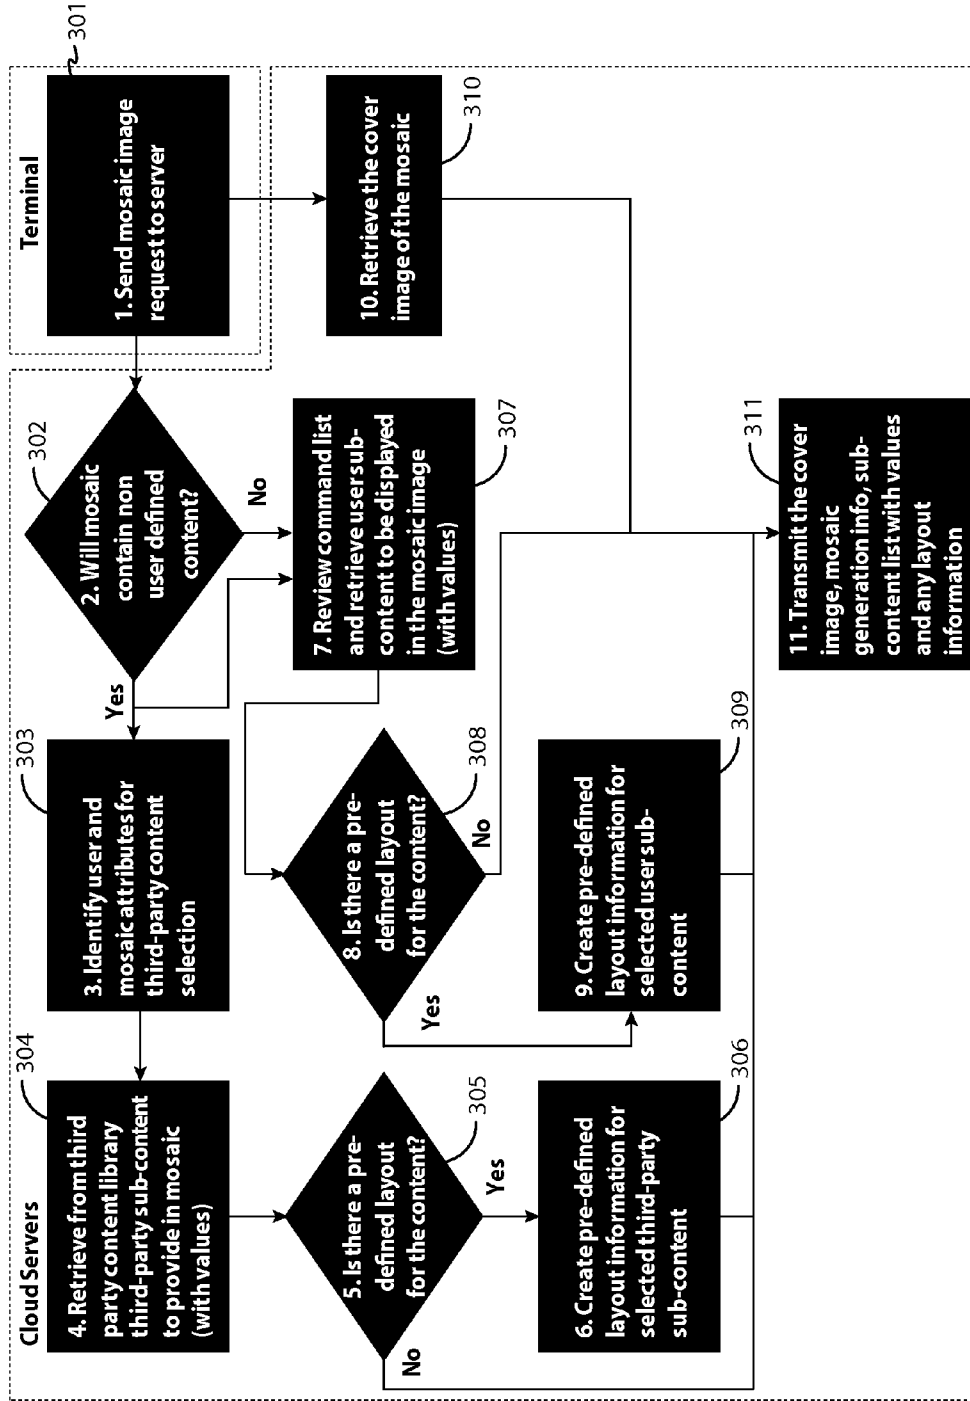 Terminal
1. Send mosaic image
request to server
301
2. Will mosaic
contain non
user defined
content?
302
Yes
No
3. Identify user and
mosaic attributes for
third-party content
selection
303
Cloud Servers
4. Retrieve from third
party content library
third-party sub-content
to provide in mosaic
(with values)
304
5. Is there a pre-
defined layout
for the content?
305
Yes
No
6. Create pre-defined
layout information for
selected third-party
sub-content
306
7. Review command list
and retrieve user sub-
content to be displayed
in the mosaic image
(with values)
307
8. Is there a pre-
defined layout
for the content?
308
Yes
No
9. Create pre-defined
layout information for
selected user sub-
content
309
10. Retrieve the cover
image of the mosaic
310
11. Transmit the cover
image, mosaic
generation info, sub-
content list with values
and any layout
information
311